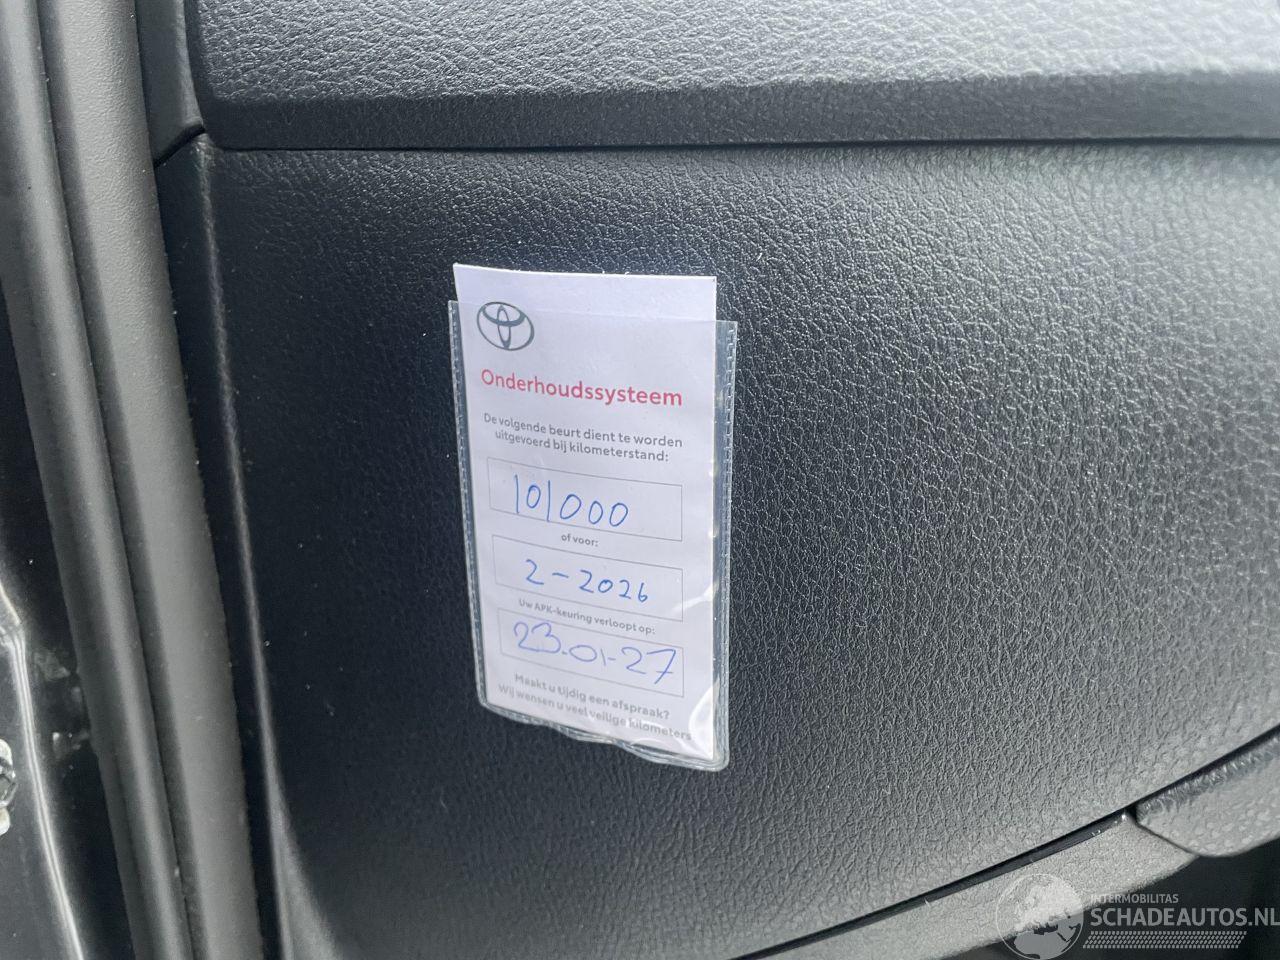 Onderhoudssysteem
De volgende beurt dient te worden
uitgevoerd bij kilometerstand:
101000
of voor:
2-2026
Uw APK-keuring verloopt op:
23-01-27
Maakt u tijdig een afspraak?
Wij wensen u veel veilige kilometers
INTERMOBILITAS
SCHADEAUTOS.NL